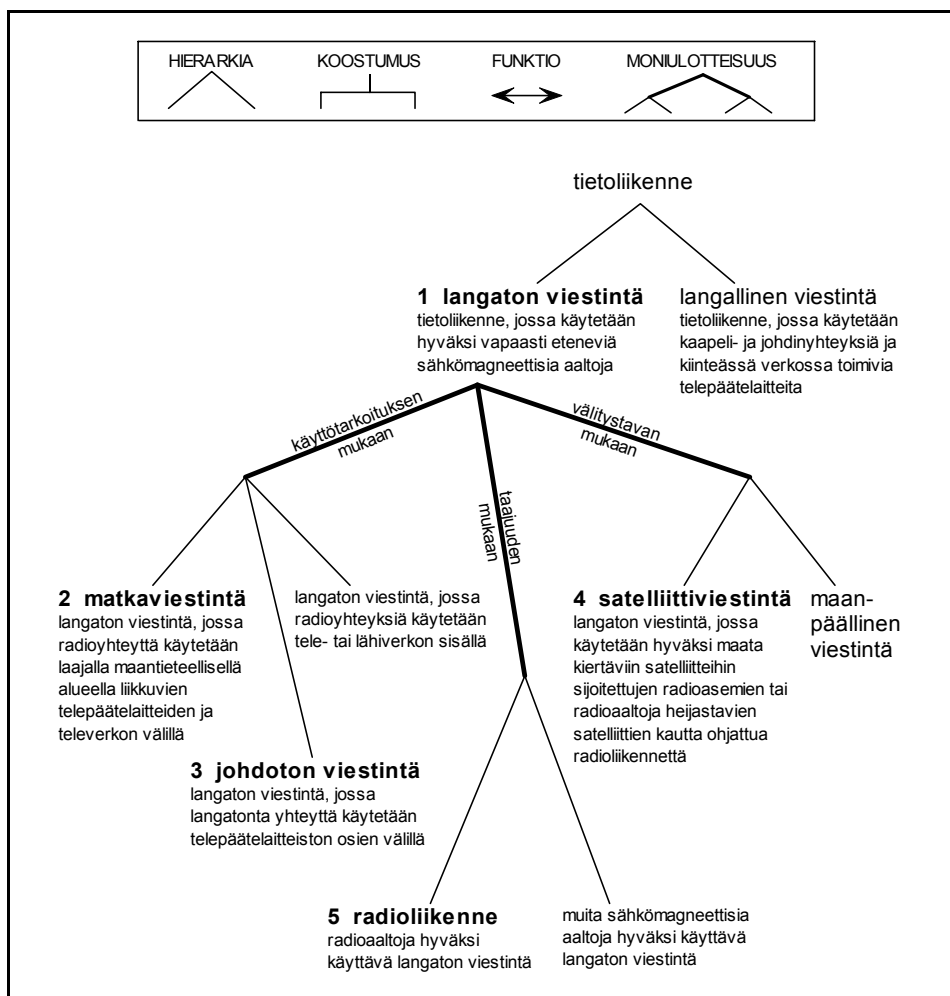 HIERARKIA KOOSTUMUS FUNKTIO MONIULOTTEISUUS
tietoliikenne
1 langaton viestintä
tietoliikenne, jossa käytetään
hyväksi vapaasti eteneviä
sähkömagneettisia aaltoja
langallinen viestintä
tietoliikenne, jossa käytetään
kaapeli- ja johdinyhteyksiä ja
kiinteässä verkossa toimivia
telepäätelaitteita
käyttötarkoituksen
mukaan
taajuuden
mukaan
välitystavan
mukaan
2 matkaviestintä
langaton viestintä, jossa
radioyhteyttä käytetään
laajalla maantieteellisellä
alueella liikkuvien
telepäätelaitteiden ja
televerkon välillä
langaton viestintä, jossa
radioyhteyksiä käytetään
tele- tai lähiverkon sisällä
4 satelliittiviestintä
langaton viestintä, jossa
käytetään hyväksi maata
kiertäviin satelliitteihin
sijoitettujen radioasemien tai
radioaaltoja heijastavien
satelliittien kautta ohjattua
radioliikennettä
maan-
päällinen
viestintä
3 johdoton viestintä
langaton viestintä, jossa
langatonta yhteyttä käytetään
telepäätelaitteiston osien välillä
5 radioliikenne
radioaaltoja hyväksi
käyttävä langaton viestintä
muita sähkömagneettisia
aaltoja hyväksi käyttävä
langaton viestintä